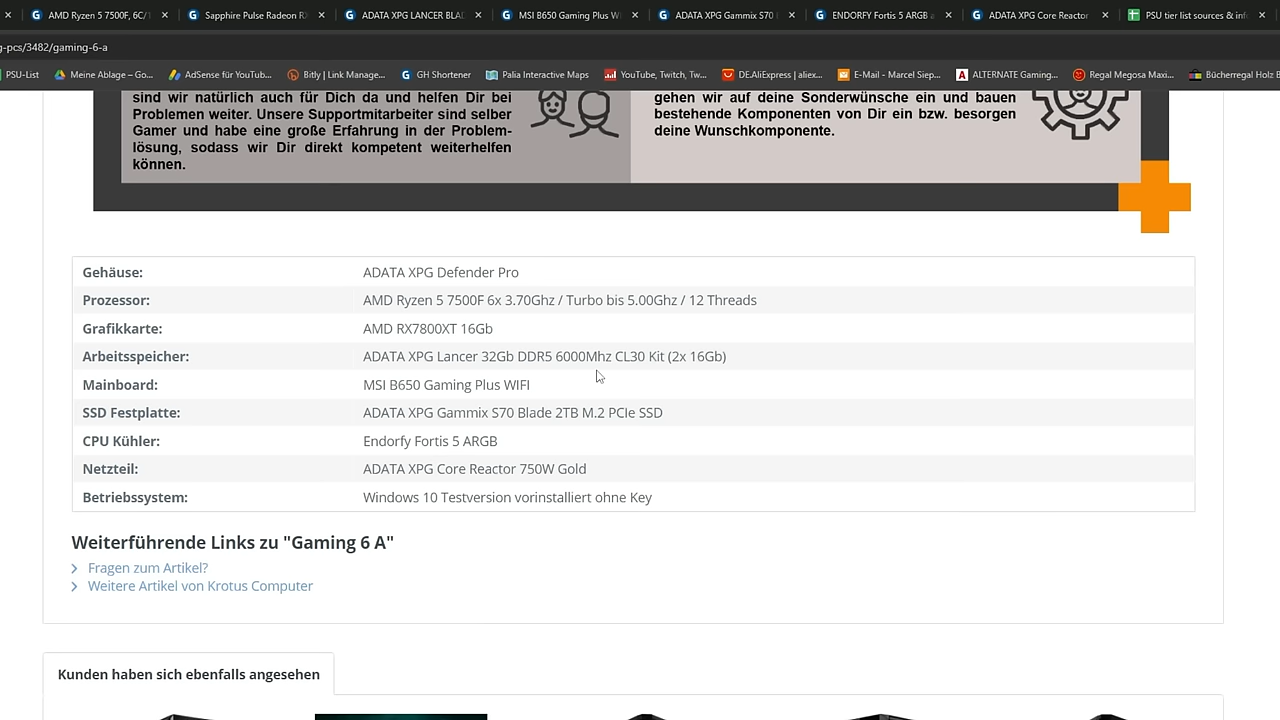 AMD Ryzen 5 7500F, 6C/1
Sapphire Pulse Radeon R
ADATA XPG LANCER BLA
MSI B650 Gaming Plus W
ADATA XPG Gammix S70
ENDORFY Fortis 5 ARGB a
ADATA XPG Core Reactor
PSU tier list sources & inf
g-pcs/3482/gaming-6-a
PSU-List
Meine Ablage – Go...
AdSense für YouTub...
Bitly | Link Manage...
GH Shortener
Palia Interactive Maps
YouTube, Twitch, Tw...
DE.AliExpress | aliex...
E-Mail - Marcel Siep...
ALTERNATE Gaming...
Regal Megosa Maxi...
Bücherregal Holz B
sind wir natürlich auch für Dich da und helfen Dir bei
Problemen weiter. Unsere Supportmitarbeiter sind selber
Gamer und habe eine große Erfahrung in der Problem-
lösung, sodass wir Dir direkt kompetent weiterhelfen
können.
gehen wir auf deine Sonderwünsche ein und bauen
bestehende Komponenten von Dir ein bzw. besorgen
deine Wunschkomponente.
Gehäuse: ADATA XPG Defender Pro
Prozessor: AMD Ryzen 5 7500F 6x 3.70Ghz / Turbo bis 5.00Ghz / 12 Threads
Grafikkarte: AMD RX7800XT 16Gb
Arbeitsspeicher: ADATA XPG Lancer 32Gb DDR5 6000Mhz CL30 Kit (2x 16Gb)
Mainboard: MSI B650 Gaming Plus WIFI
SSD Festplatte: ADATA XPG Gammix S70 Blade 2TB M.2 PCIe SSD
CPU Kühler: Endorfy Fortis 5 ARGB
Netzteil: ADATA XPG Core Reactor 750W Gold
Betriebssystem: Windows 10 Testversion vorinstalliert ohne Key
Weiterführende Links zu "Gaming 6 A"
Fragen zum Artikel?
Weitere Artikel von Krotus Computer
Kunden haben sich ebenfalls angesehen